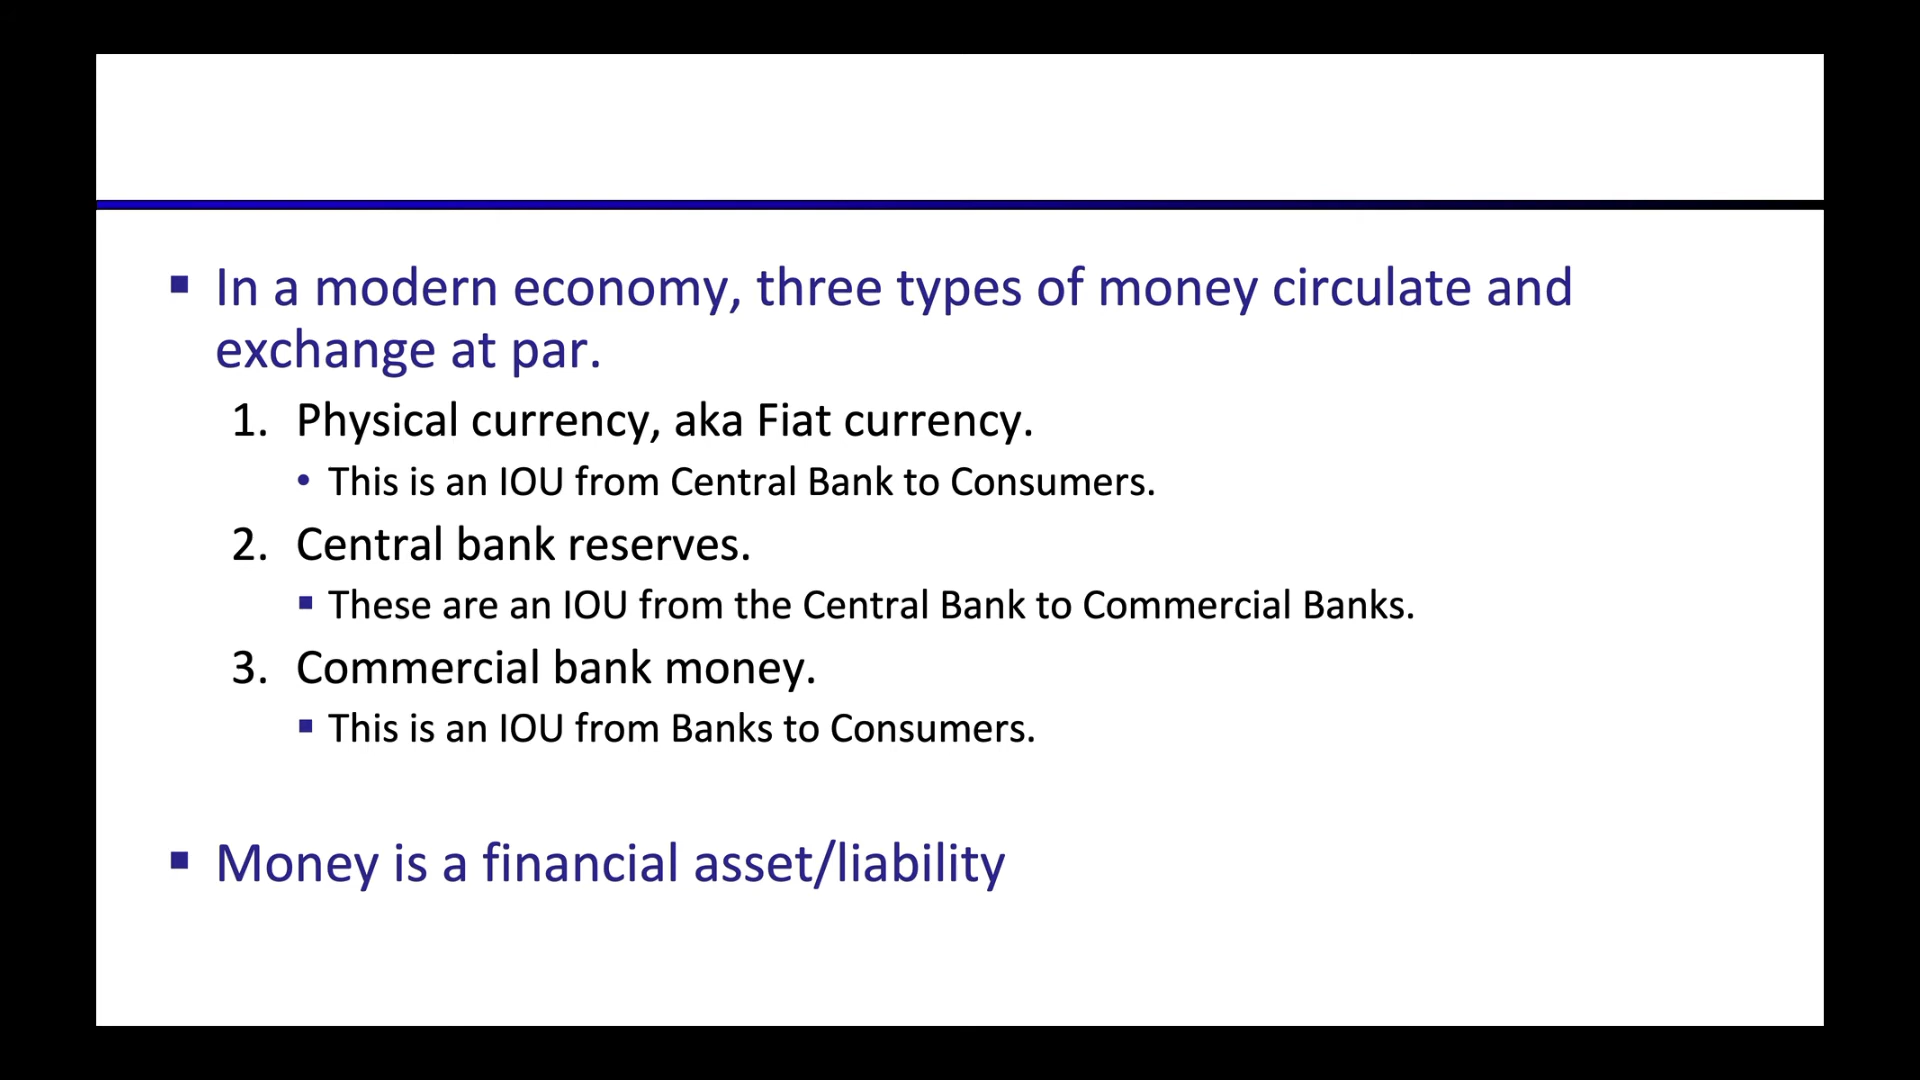 In a modern economy, three types of money circulate and
exchange at par.
1. Physical currency, aka Fiat currency.
• This is an IOU from Central Bank to Consumers.
2. Central bank reserves.
▪ These are an IOU from the Central Bank to Commercial Banks.
3. Commercial bank money.
▪ This is an IOU from Banks to Consumers.
▪ Money is a financial asset/liability